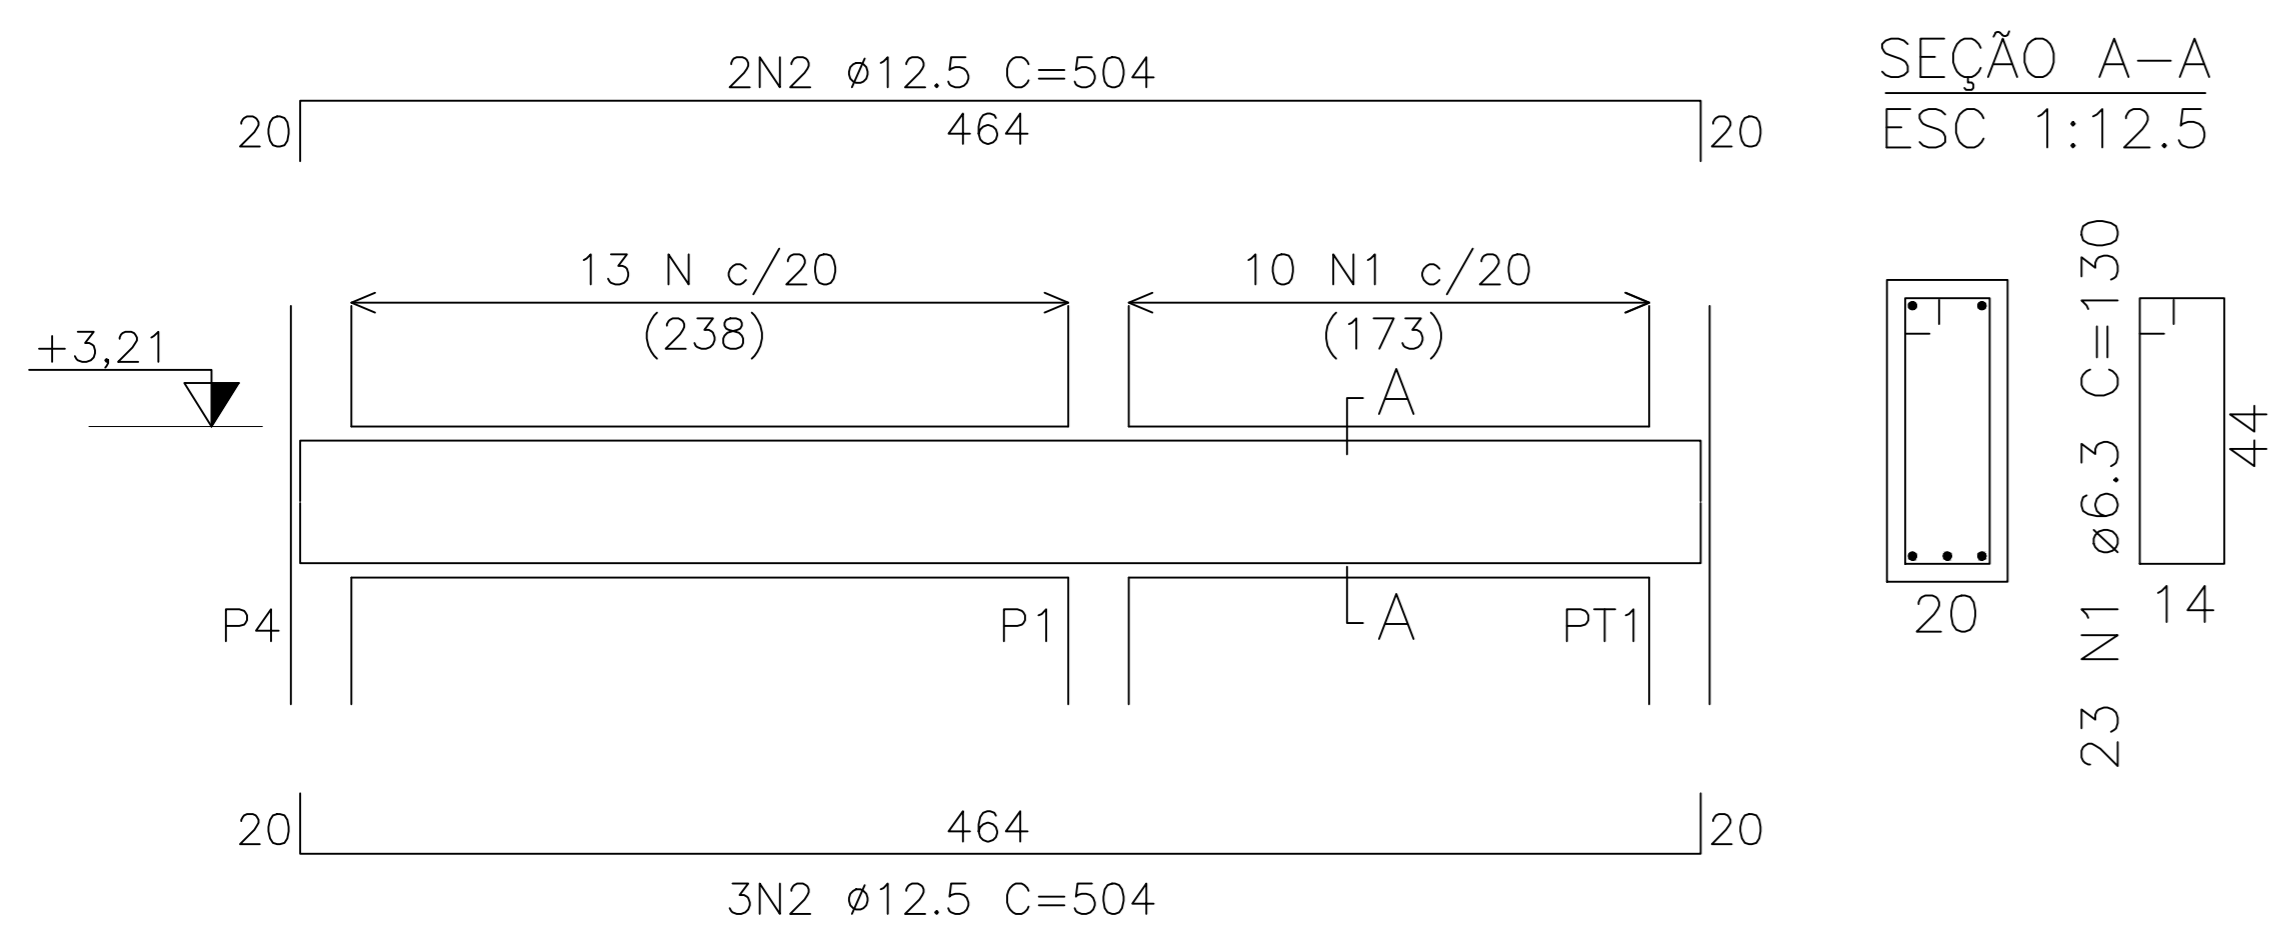 2N2 ø12.5 C=504
20 464 20
SEÇÃO A-A
ESC 1:12.5
13 N c/20
(238)
10 N1 c/20
(173)
+3,21
A
A
P4
P1
PT1
20
23 N1 ø6.3 C=130
44
14
20 464 20
3N2 ø12.5 C=504